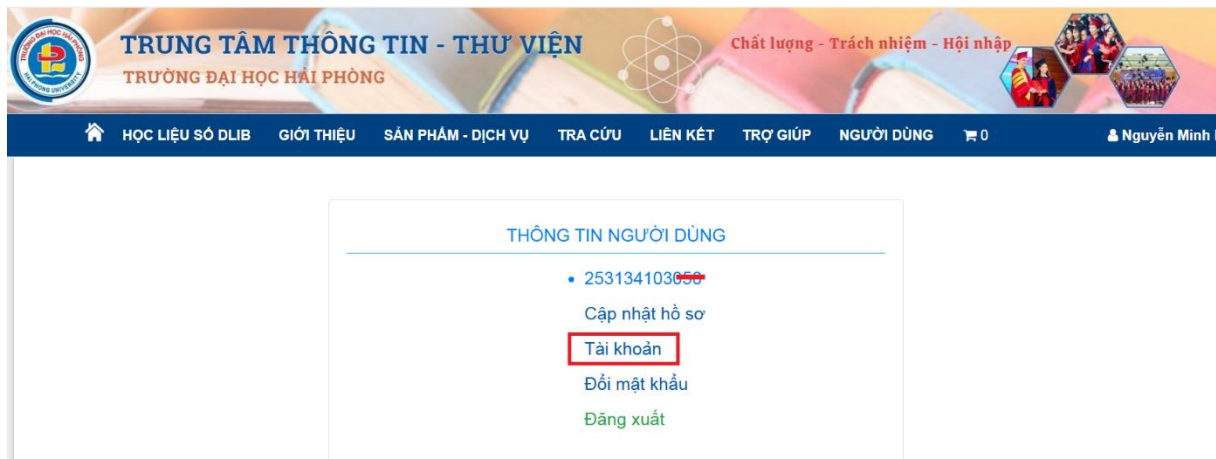 TRUNG TÂM THÔNG TIN - THƯ VIỆN
Chất lượng - Trách nhiệm - Hội nhập
TRƯỜNG ĐẠI HỌC HẢI PHÒNG
HỌC LIỆU SỐ DLIB GIỚI THIỆU SẢN PHẨM - DỊCH VỤ TRA CỨU LIÊN KẾT TRỢ GIÚP NGƯỜI DÙNG 0 Nguyễn Minh
THÔNG TIN NGƯỜI DÙNG
253134103
Cập nhật hồ sơ
Tài khoản
Đổi mật khẩu
Đăng xuất